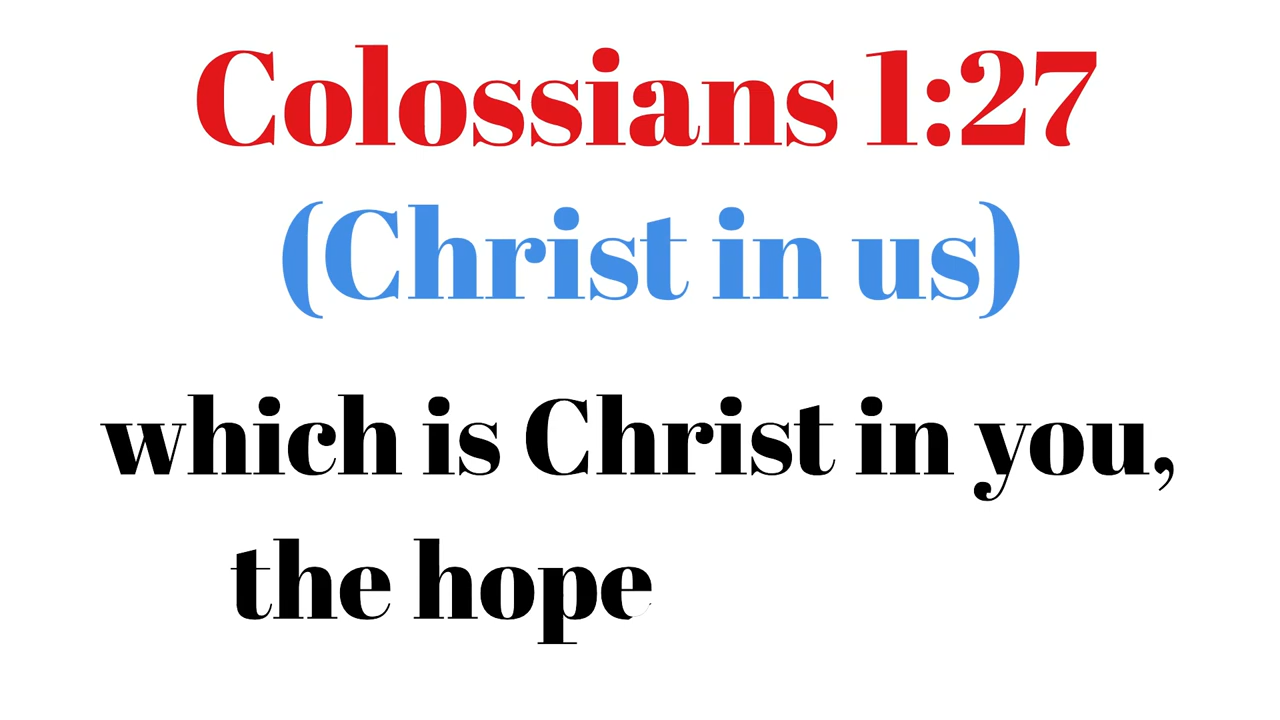 Colossians 1:27
(Christ in us)
which is Christ in you,
the hope